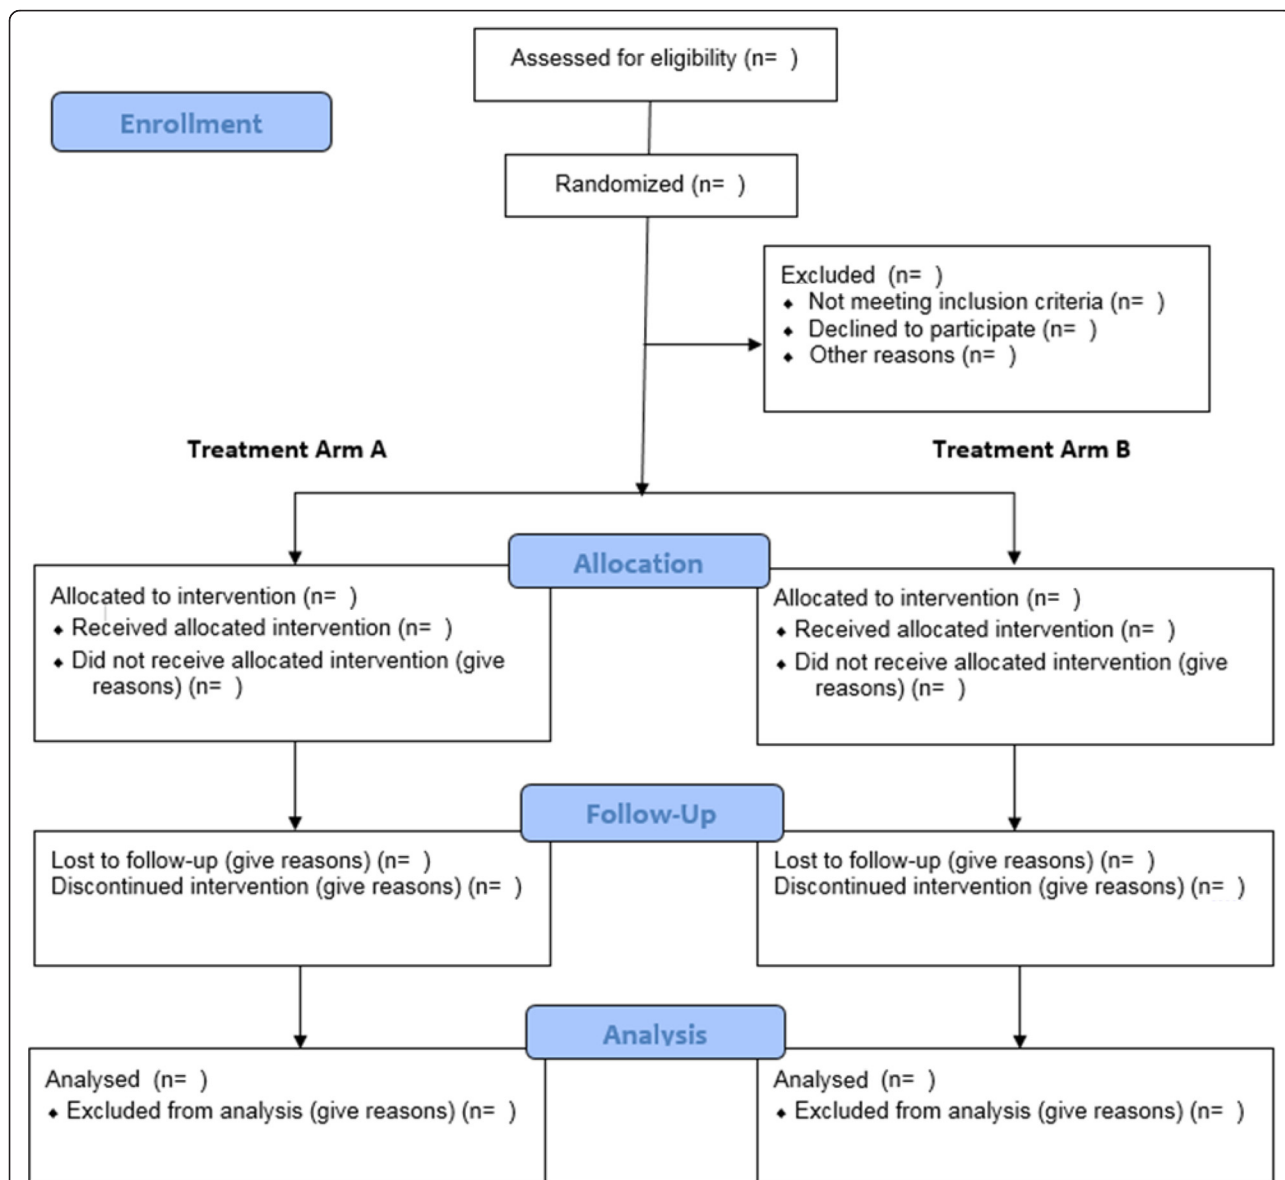 Assessed for eligibility (n=  )
Enrollment
Randomized (n=  )
Excluded  (n=  )
⬥ Not meeting inclusion criteria (n=  )
⬥ Declined to participate (n=  )
⬥ Other reasons (n=  )
Treatment Arm A
Treatment Arm B
Allocation
Allocated to intervention (n=  )
⬥ Received allocated intervention (n=  )
⬥ Did not receive allocated intervention (give
reasons) (n=  )
Allocated to intervention (n=  )
⬥ Received allocated intervention (n=  )
⬥ Did not receive allocated intervention (give
reasons) (n=  )
Follow-Up
Lost to follow-up (give reasons) (n=  )
Discontinued intervention (give reasons) (n=  )
Lost to follow-up (give reasons) (n=  )
Discontinued intervention (give reasons) (n=  )
Analysis
Analysed  (n=  )
⬥ Excluded from analysis (give reasons) (n=  )
Analysed  (n=  )
⬥ Excluded from analysis (give reasons) (n=  )